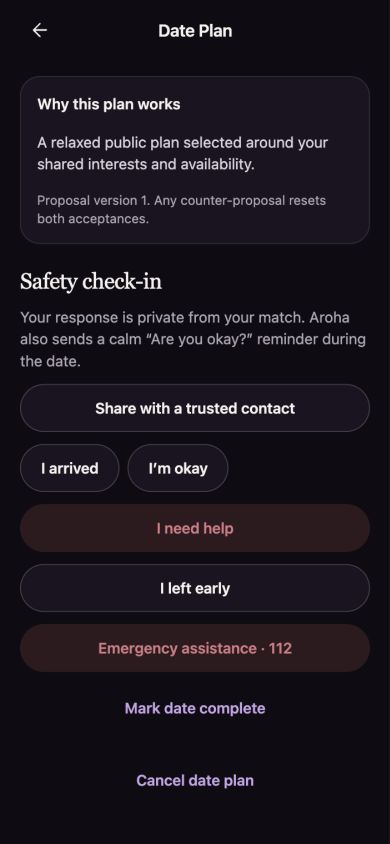 Date Plan
Why this plan works
A relaxed public plan selected around your
shared interests and availability.
Proposal version 1. Any counter-proposal resets
both acceptances.
Safety check-in
Your response is private from your match. Aroha
also sends a calm “Are you okay?” reminder during
the date.
Share with a trusted contact
I arrived
I’m okay
I need help
I left early
Emergency assistance · 112
Mark date complete
Cancel date plan